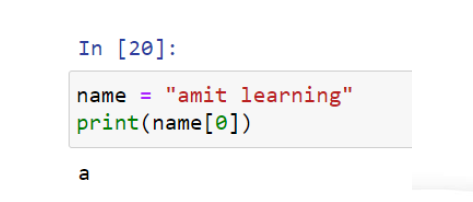 In [20]:
name = "amit learning"
print(name[0])
a